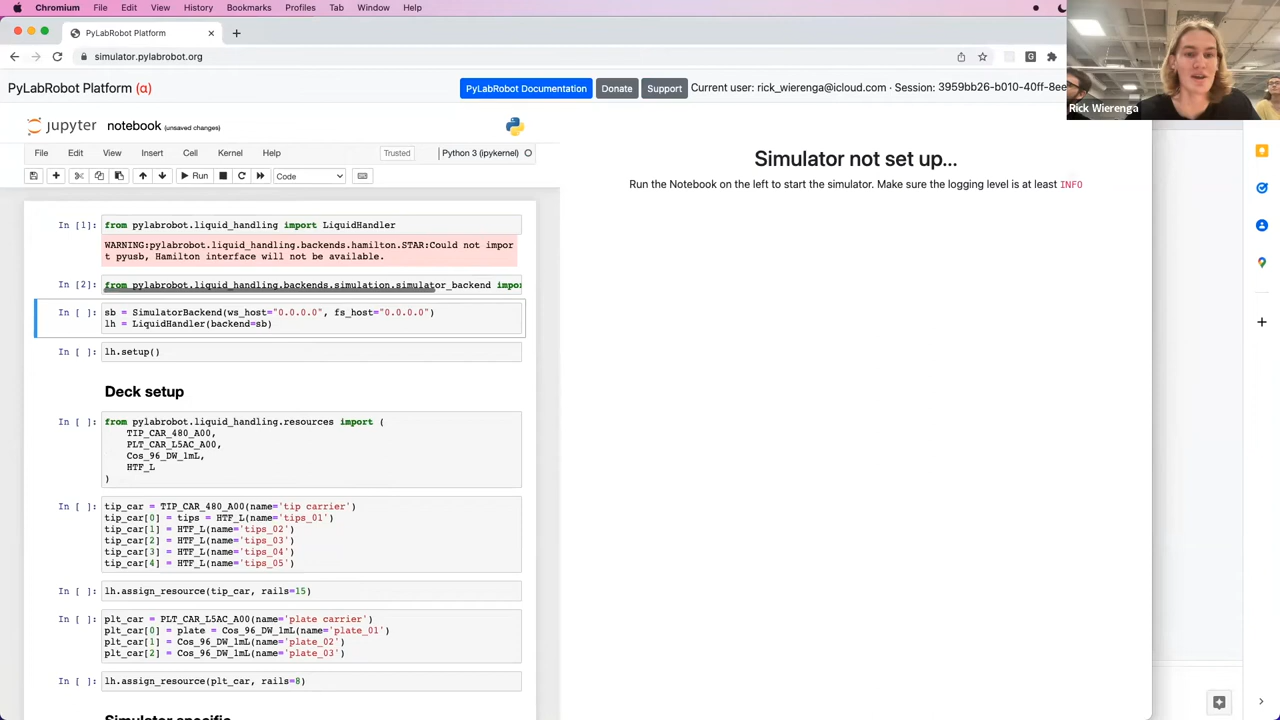 Chromium File Edit View History Bookmarks Profiles Tab Window Help
PyLabRobot Platform
simulator.pylabrobot.org
PyLabRobot Platform (α)
PyLabRobot Documentation Donate Support Current user: rick_wierenga@icloud.com · Session: 3959bb26-b010-40ff-8ee
Rick Wierenga
jupyter notebook (unsaved changes)
File Edit View Insert Cell Kernel Help Trusted Python 3 (ipykernel)
Run Code
Simulator not set up...
Run the Notebook on the left to start the simulator. Make sure the logging level is at least INFO
In [1]: from pylabrobot.liquid_handling import LiquidHandler
WARNING:pylabrobot.liquid_handling.backends.hamilton.STAR:Could not impor
t pyusb, Hamilton interface will not be available.
In [2]: from pylabrobot.liquid_handling.backends.simulation.simulator_backend impor
In [ ]: sb = SimulatorBackend(ws_host="0.0.0.0", fs_host="0.0.0.0")
lh = LiquidHandler(backend=sb)
In [ ]: lh.setup()
Deck setup
In [ ]: from pylabrobot.liquid_handling.resources import (
TIP_CAR_480_A00,
PLT_CAR_L5AC_A00,
Cos_96_DW_1mL,
HTF_L
)
In [ ]: tip_car = TIP_CAR_480_A00(name='tip carrier')
tip_car[0] = tips = HTF_L(name='tips_01')
tip_car[1] = HTF_L(name='tips_02')
tip_car[2] = HTF_L(name='tips_03')
tip_car[3] = HTF_L(name='tips_04')
tip_car[4] = HTF_L(name='tips_05')
In [ ]: lh.assign_resource(tip_car, rails=15)
In [ ]: plt_car = PLT_CAR_L5AC_A00(name='plate carrier')
plt_car[0] = plate = Cos_96_DW_1mL(name='plate_01')
plt_car[1] = Cos_96_DW_1mL(name='plate_02')
plt_car[2] = Cos_96_DW_1mL(name='plate_03')
In [ ]: lh.assign_resource(plt_car, rails=8)
Simulator specific